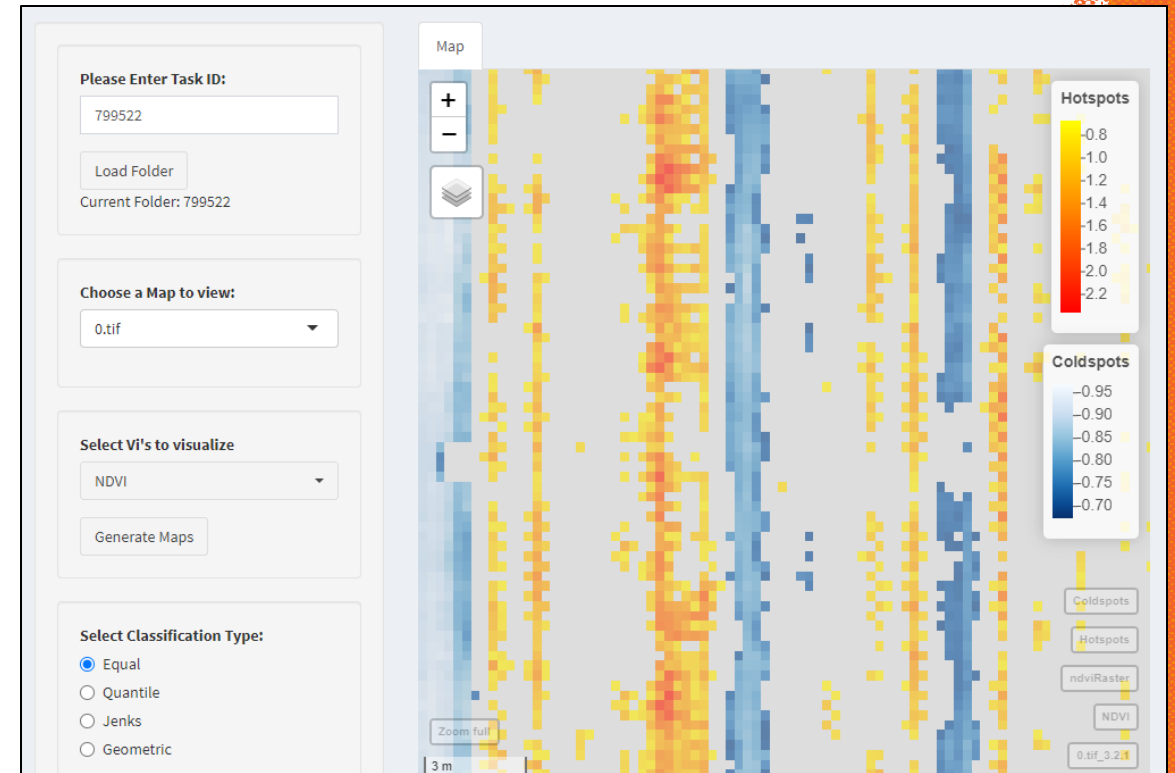 Please Enter Task ID:
799522
Load Folder
Current Folder: 799522
Choose a Map to view:
0.tif
Select Vi's to visualize
NDVI
Generate Maps
Select Classification Type:
Equal
Quantile
Jenks
Geometric
Map
+
−
Hotspots
0.8
1.0
1.2
1.4
1.6
1.8
2.0
2.2
Coldspots
0.95
0.90
0.85
0.80
0.75
0.70
Coldspots
Hotspots
ndviRaster
NDVI
0.tif_3.2.1
Zoom full
3 m